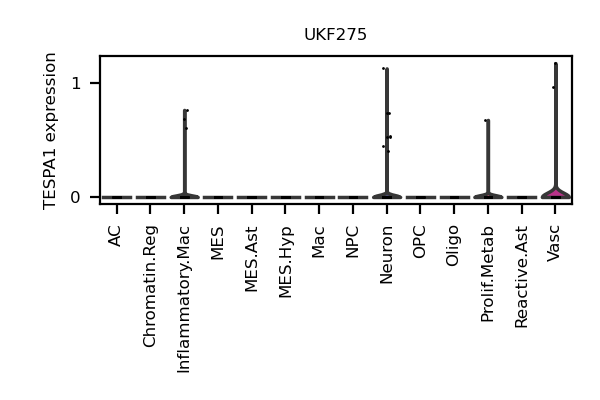 UKF275
TESPA1 expression
1
0
AC
Chromatin.Reg
Inflammatory.Mac
MES
MES.Ast
MES.Hyp
Mac
NPC
Neuron
OPC
Oligo
Prolif.Metab
Reactive.Ast
Vasc